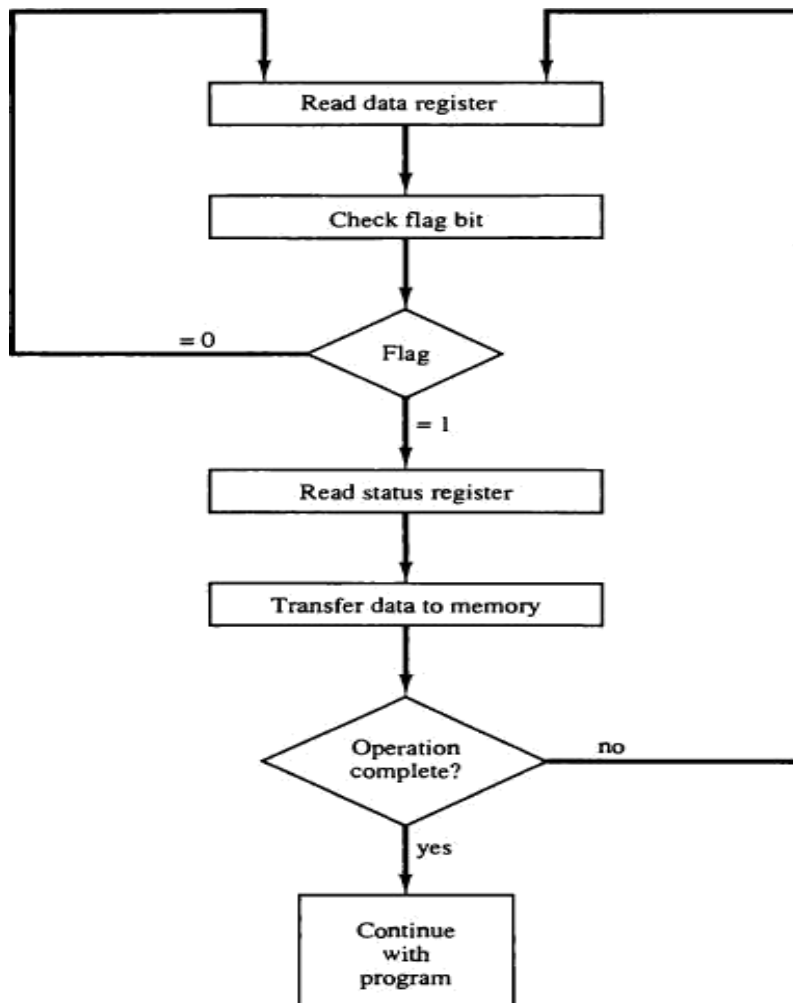 Read data register
Check flag bit
Flag
= 0
= 1
Read status register
Transfer data to memory
Operation
complete?
no
yes
Continue
with
program